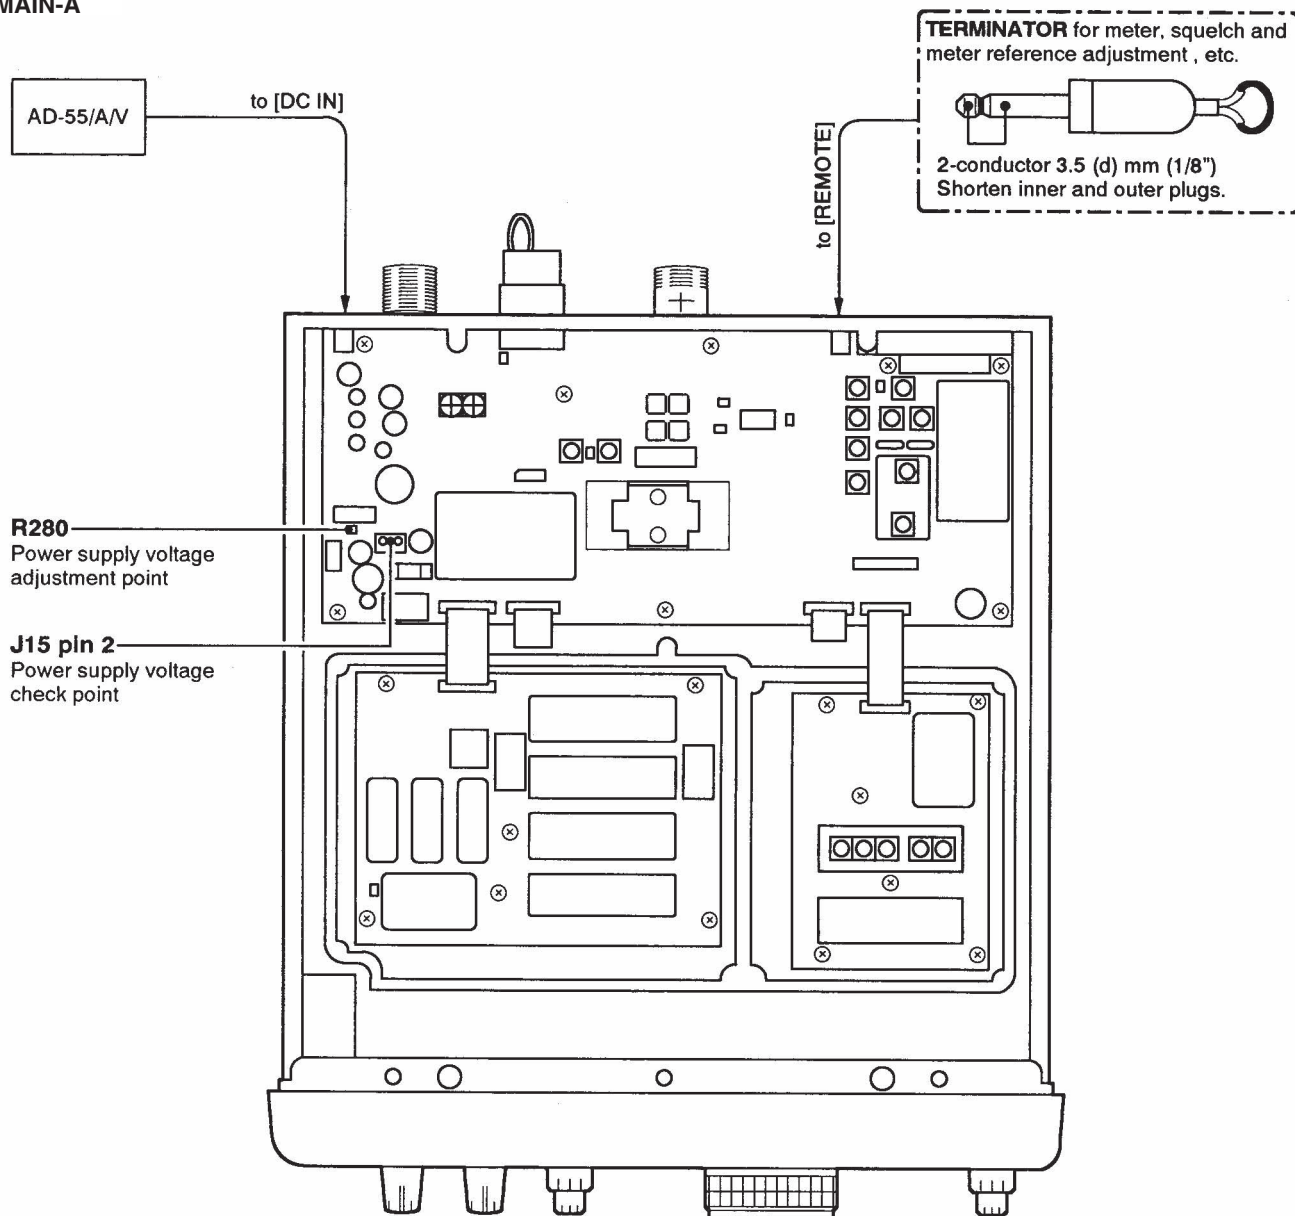 MAIN-A
TERMINATOR for meter, squelch and
meter reference adjustment , etc.
2-conductor 3.5 (d) mm (1/8")
Shorten inner and outer plugs.
AD-55/A/V
to [DC IN]
to [REMOTE]
R280
Power supply voltage
adjustment point
J15 pin 2
Power supply voltage
check point